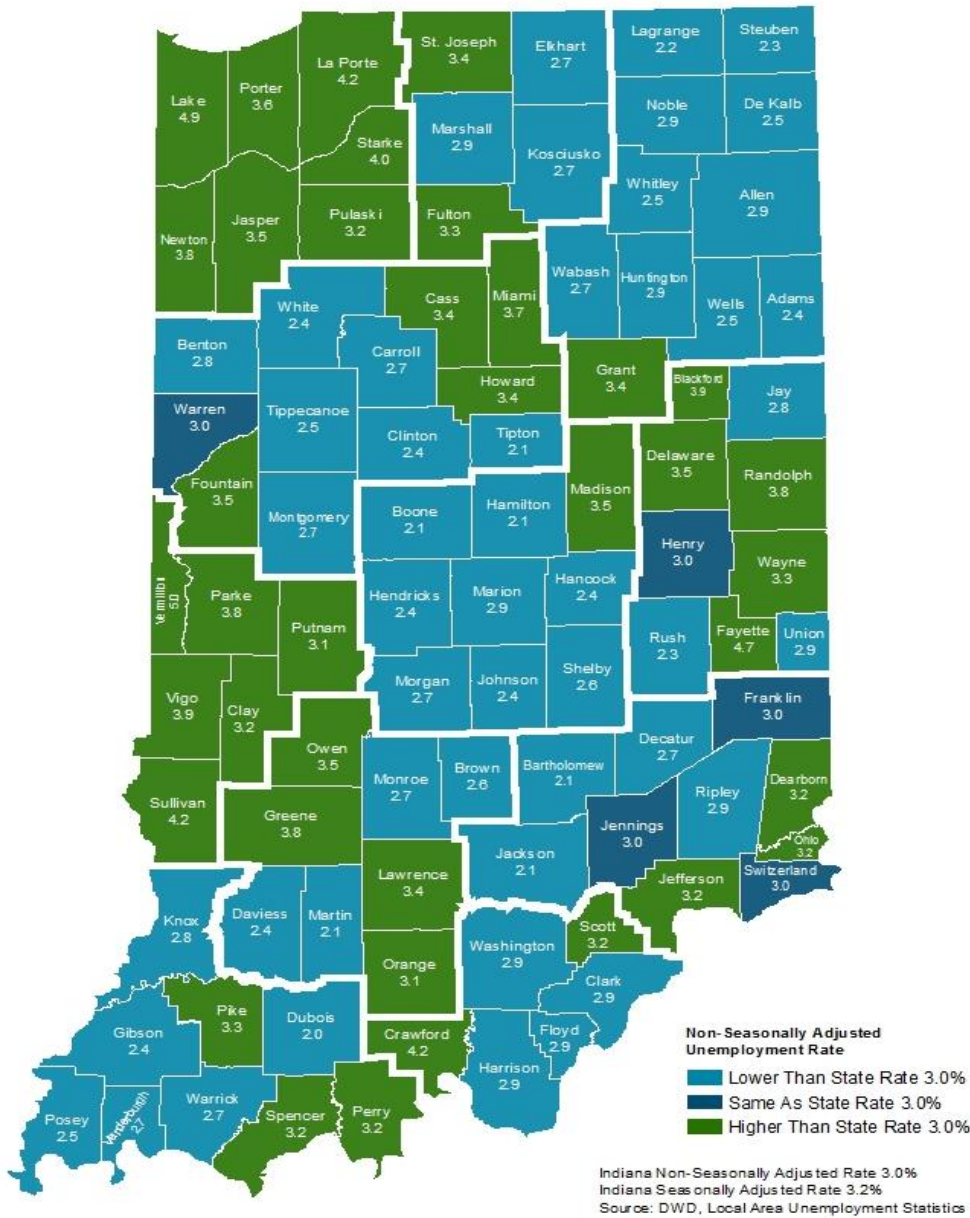 Lake
4.9
Porter
3.6
La Porte
4.2
St. Joseph
3.4
Elkhart
2.7
Lagrange
2.2
Steuben
2.3
Starke
4.0
Marshall
2.9
Kosciusko
2.7
Noble
2.9
De Kalb
2.5
Whitley
2.5
Allen
2.9
Newton
3.8
Jasper
3.5
Pulaski
3.2
Fulton
3.3
White
2.4
Cass
3.4
Miami
3.7
Wabash
2.7
Huntington
2.9
Wells
2.5
Adams
2.4
Benton
2.8
Carroll
2.7
Howard
3.4
Grant
3.4
Blackford
3.9
Jay
2.8
Warren
3.0
Tippecanoe
2.5
Clinton
2.4
Tipton
2.1
Fountain
3.5
Montgomery
2.7
Boone
2.1
Hamilton
2.1
Madison
3.5
Delaware
3.5
Randolph
3.8
Henry
3.0
Wayne
3.3
Vermillion
5.0
Parke
3.8
Putnam
3.1
Hendricks
2.4
Marion
2.9
Hancock
2.4
Rush
2.3
Fayette
4.7
Union
2.9
Vigo
3.9
Clay
3.2
Morgan
2.7
Johnson
2.4
Shelby
2.6
Franklin
3.0
Owen
3.5
Monroe
2.7
Brown
2.6
Bartholomew
2.1
Decatur
2.7
Dearborn
3.2
Sullivan
4.2
Greene
3.8
Ripley
2.9
Jennings
3.0
Ohio
3.2
Switzerland
3.0
Jackson
2.1
Jefferson
3.2
Lawrence
3.4
Knox
2.8
Daviess
2.4
Martin
2.1
Washington
2.9
Scott
3.2
Orange
3.1
Clark
2.9
Gibson
2.4
Pike
3.3
Dubois
2.0
Crawford
4.2
Floyd
2.9
Harrison
2.9
Posey
2.5
Vanderburgh
2.7
Warrick
2.7
Spencer
3.2
Perry
3.2
Non-Seasonally Adjusted
Unemployment Rate
Lower Than State Rate 3.0%
Same As State Rate 3.0%
Higher Than State Rate 3.0%
Indiana Non-Seasonally Adjusted Rate 3.0%
Indiana Seasonally Adjusted Rate 3.2%
Source: DWD, Local Area Unemployment Statistics